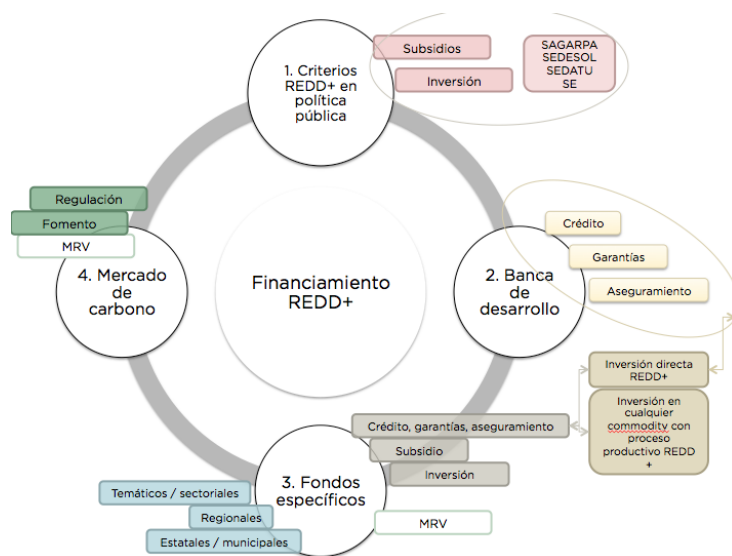 1. Criterios
REDD+ en
política
pública
Subsidios
Inversión
SAGARPA
SEDESOL
SEDATU
SE
Regulación
Fomento
MRV
4. Mercado
de
carbono
Financiamiento
REDD+
2. Banca
de
desarrollo
Crédito
Garantías
Aseguramiento
Inversión directa
REDD+
Inversión en
cualquier
commodity con
proceso
productivo REDD
+
3. Fondos
específicos
Crédito, garantías, aseguramiento
Subsidio
Inversión
MRV
Temáticos / sectoriales
Regionales
Estatales / municipales